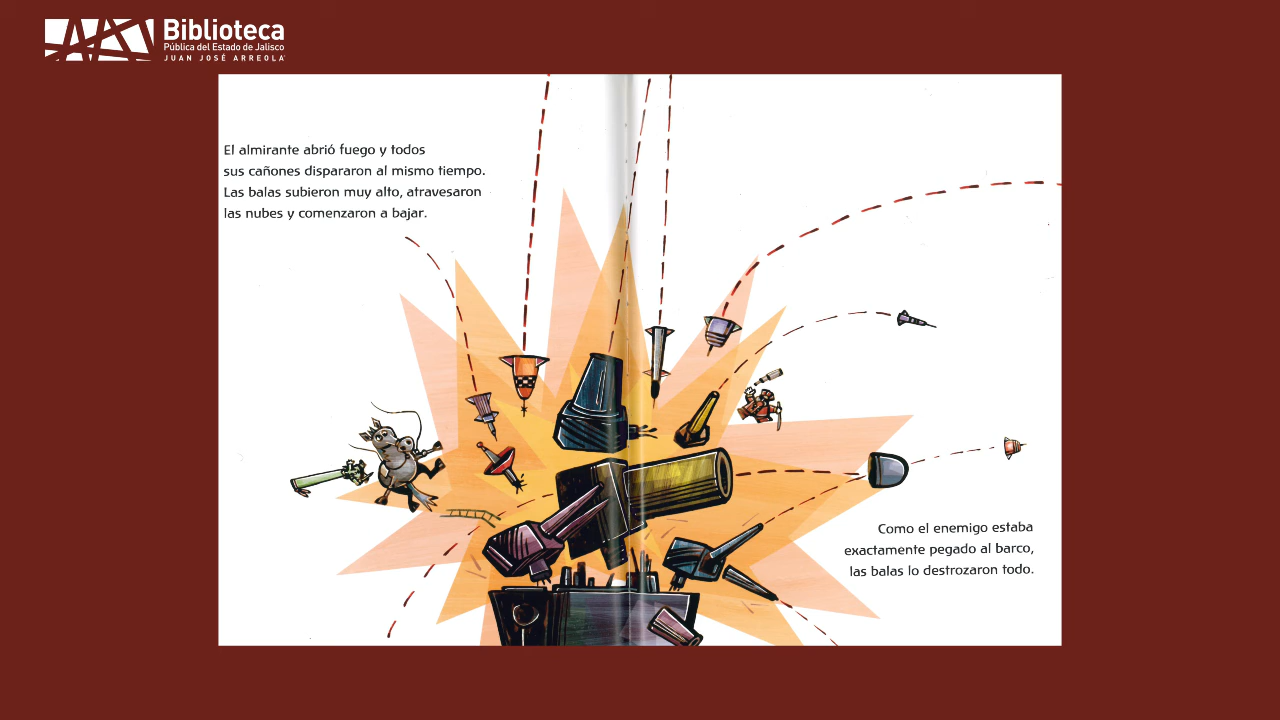 Biblioteca
Pública del Estado de Jalisco
JUAN JOSÉ ARREOLA
El almirante abrió fuego y todos
sus cañones dispararon al mismo tiempo.
Las balas subieron muy alto, atravesaron
las nubes y comenzaron a bajar.
Como el enemigo estaba
exactamente pegado al barco,
las balas lo destrozaron todo.